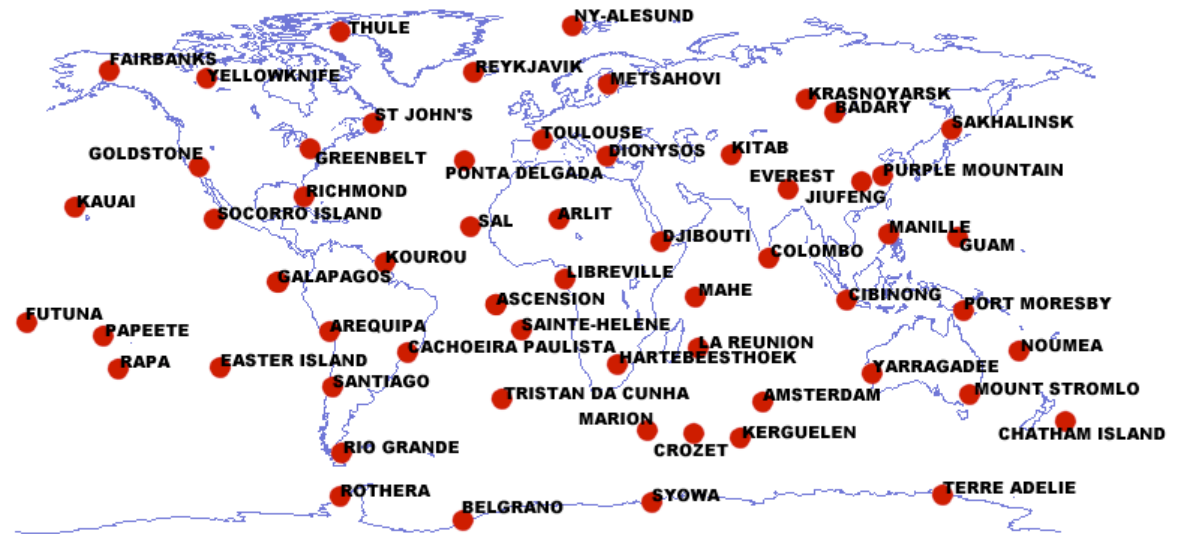 NY-ALESUND
THULE
FAIRBANKS
YELLOWKNIFE
REYKJAVIK
METSAHOVI
KRASNOYARSK
BADARY
ST JOHN'S
SAKHALINSK
TOULOUSE
GOLDSTONE
GREENBELT
DIONYSOS
KITAB
PONTA DELGADA
EVEREST
PURPLE MOUNTAIN
JIUFENG
RICHMOND
KAUAI
SOCORRO ISLAND
SAL
ARLIT
DJIBOUTI
MANILLE
GUAM
COLOMBO
KOUROU
GALAPAGOS
LIBREVILLE
MAHE
CIBINONG
ASCENSION
PORT MORESBY
FUTUNA
PAPEETE
AREQUIPA
SAINTE-HELENE
LA REUNION
NOUMEA
CACHOEIRA PAULISTA
HARTEBEESTHOEK
RAPA
EASTER ISLAND
YARRAGADEE
SANTIAGO
TRISTAN DA CUNHA
AMSTERDAM
MOUNT STROMLO
MARION
CROZET
KERGUELEN
CHATHAM ISLAND
RIO GRANDE
ROTHERA
BELGRANO
SYOWA
TERRE ADELIE